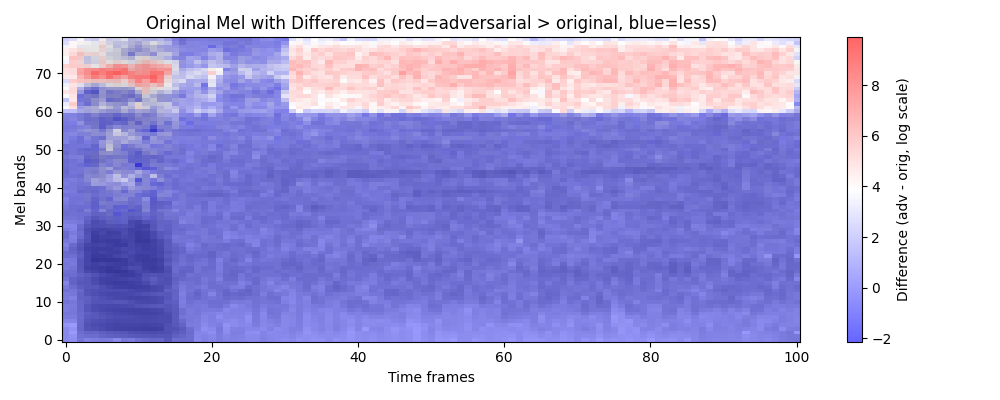 Original Mel with Differences (red=adversarial > original, blue=less)
Mel bands
70
60
50
40
30
20
10
0
0 20 40 60 80 100
Time frames
8
6
4
2
0
−2
Difference (adv - orig, log scale)